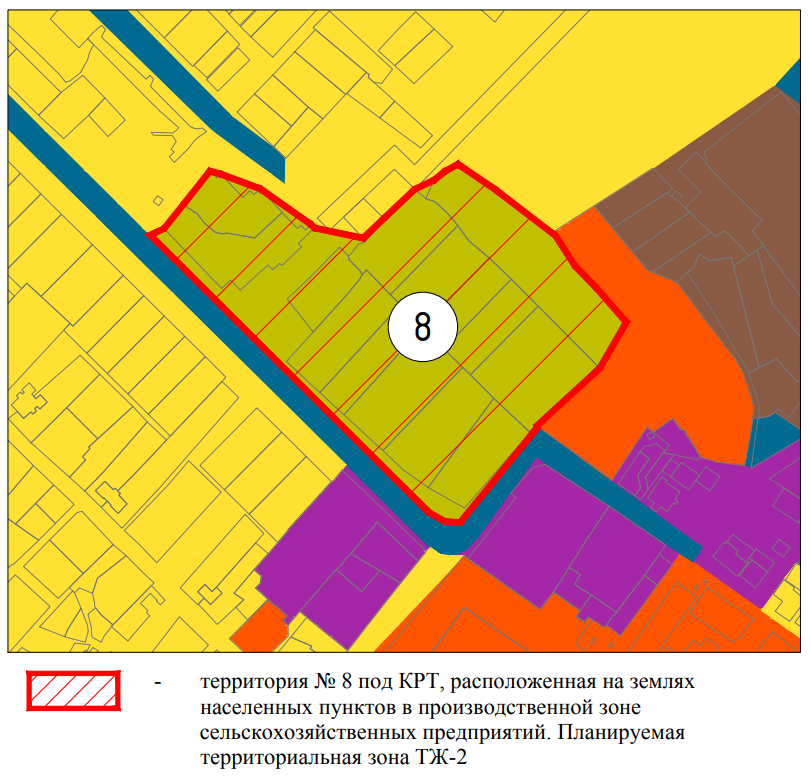 8
- территория № 8 под КРТ, расположенная на землях
населенных пунктов в производственной зоне
сельскохозяйственных предприятий. Планируемая
территориальная зона ТЖ-2